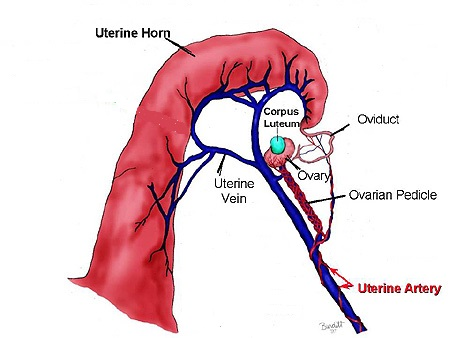 Uterine Horn
Corpus
Luteum
Oviduct
Ovary
Uterine
Vein
Ovarian Pedicle
Uterine Artery